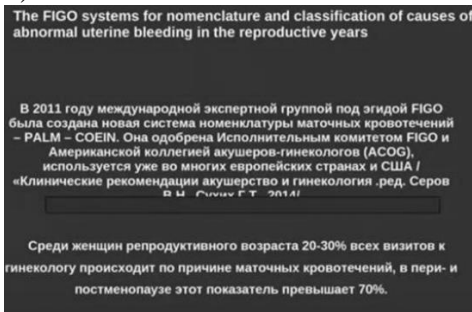 The FIGO systems for nomenclature and classification of causes of
abnormal uterine bleeding in the reproductive years
В 2011 году международной экспертной группой под эгидой FIGO
была создана новая система номенклатуры маточных кровотечений
– PALM – COEIN. Она одобрена Исполнительным комитетом FIGO и
Американской коллегией акушеров-гинекологов (ACOG),
используется уже во многих европейских странах и США /
«Клинические рекомендации акушерство и гинекология .ред. Серов
В.Н., Сухих Г.Т., 2014/
Среди женщин репродуктивного возраста 20-30% всех визитов к
гинекологу происходит по причине маточных кровотечений, в пери- и
постменопаузе этот показатель превышает 70%.